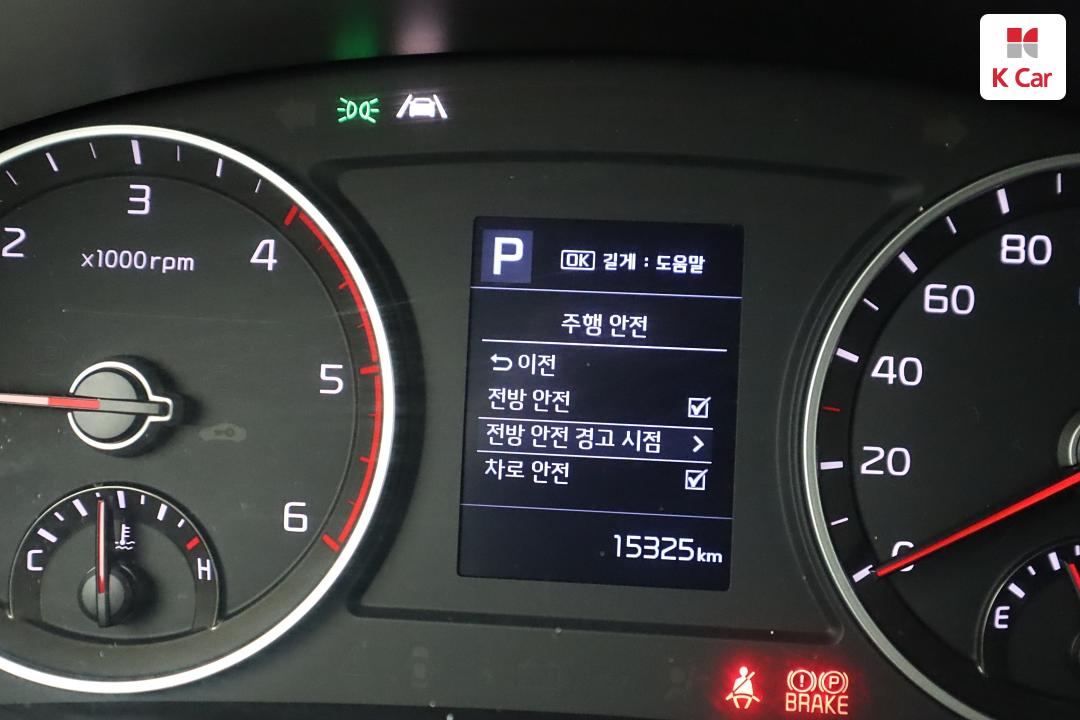 K Car
2
3
4
5
6
x1000rpm
C
H
P
OK 길게 : 도움말
주행 안전
이전
전방 안전
전방 안전 경고 시점
차로 안전
15325km
80
60
40
20
0
E
P
BRAKE